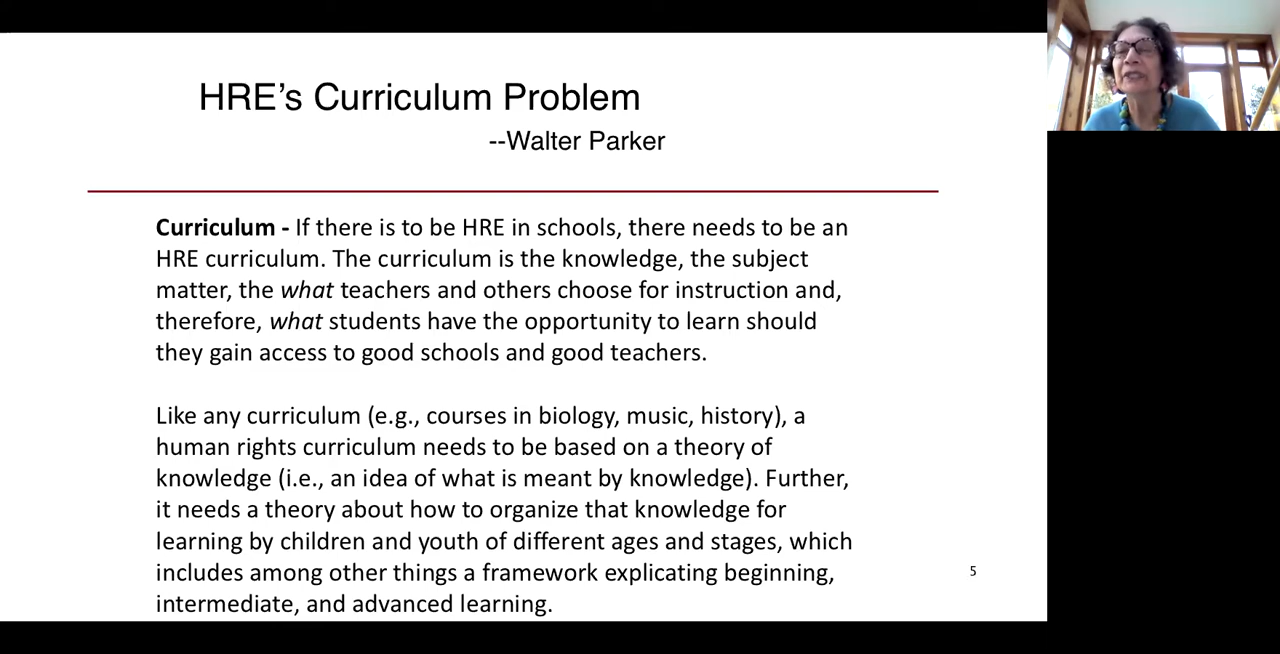 HRE’s Curriculum Problem
--Walter Parker
Curriculum - If there is to be HRE in schools, there needs to be an
HRE curriculum. The curriculum is the knowledge, the subject
matter, the what teachers and others choose for instruction and,
therefore, what students have the opportunity to learn should
they gain access to good schools and good teachers.
Like any curriculum (e.g., courses in biology, music, history), a
human rights curriculum needs to be based on a theory of
knowledge (i.e., an idea of what is meant by knowledge). Further,
it needs a theory about how to organize that knowledge for
learning by children and youth of different ages and stages, which
includes among other things a framework explicating beginning,
intermediate, and advanced learning.
5